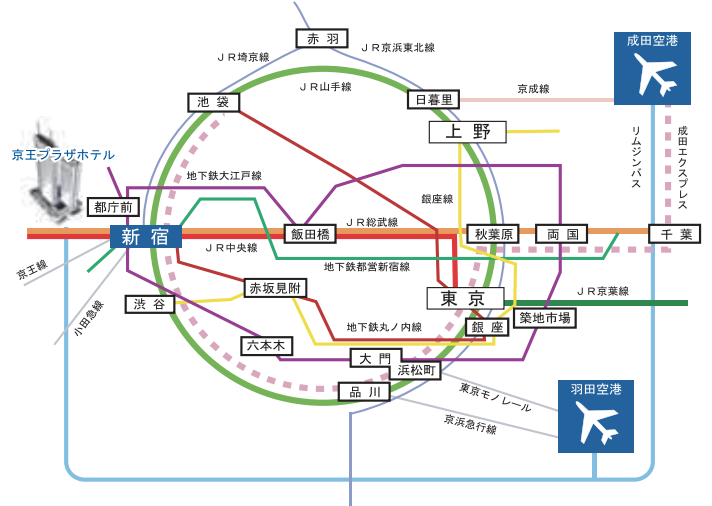 赤羽
成田空港
JR京浜東北線
JR埼京線
JR山手線
池袋
日暮里
京成線
上野
リムジンバス
成田エクスプレス
京王プラザホテル
地下鉄大江戸線
銀座線
都庁前
JR総武線
新宿
飯田橋
秋葉原
両国
千葉
JR中央線
京王線
地下鉄都営新宿線
赤坂見附
東京
JR京葉線
渋谷
小田急線
地下鉄丸ノ内線
銀座
築地市場
六本木
大門
浜松町
品川
東京モノレール
羽田空港
京浜急行線